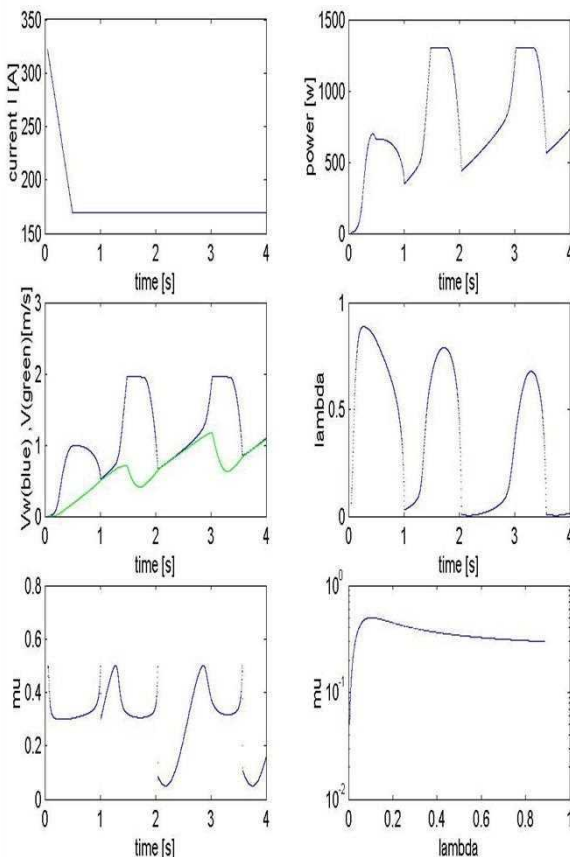 350
300
250
200
150
current I [A]
0 1 2 3 4
time [s]
1500
1000
500
0
power [w]
0 1 2 3 4
time [s]
3
2
1
0
Vw(blue) ,V(green)[m/s]
0 1 2 3 4
time [s]
1
0.5
0
lambda
0 1 2 3 4
time [s]
0.8
0.6
0.4
0.2
0
mu
0 1 2 3 4
time [s]
10^0
10^-1
10^-2
mu
0 0.2 0.4 0.6 0.8 1
lambda